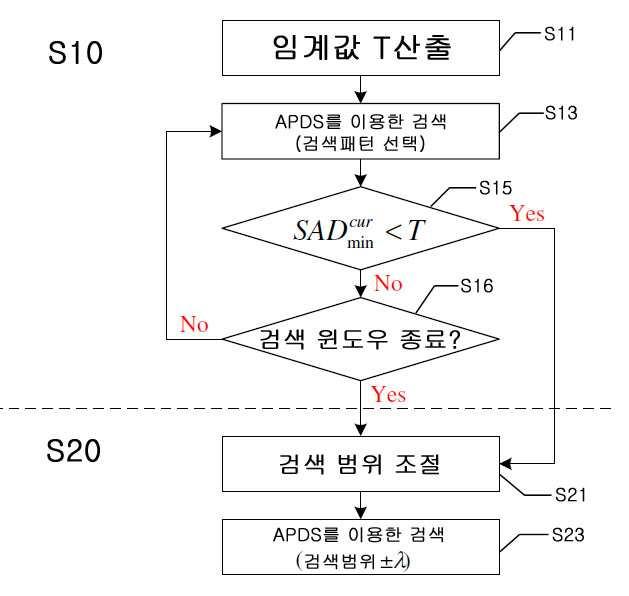 S10
임계값 T산출
S11
APDS를 이용한 검색
(검색패턴 선택)
S13
S15
SAD^{cur}_{min} < T
Yes
No
S16
No
검색 윈도우 종료?
Yes
S20
검색 범위 조절
S21
APDS를 이용한 검색
(검색범위±λ)
S23